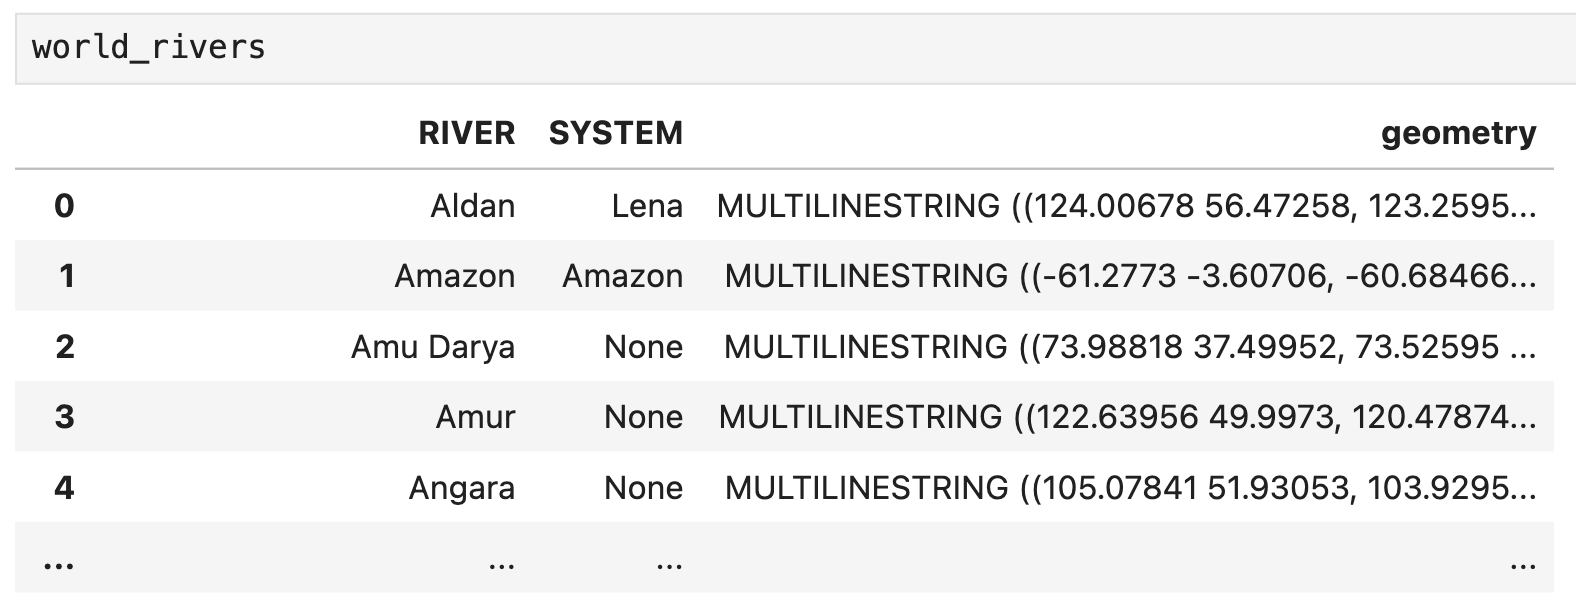 world_rivers
RIVER SYSTEM geometry
0 Aldan Lena MULTILINESTRING ((124.00678 56.47258, 123.2595...
1 Amazon Amazon MULTILINESTRING ((-61.2773 -3.60706, -60.68466...
2 Amu Darya None MULTILINESTRING ((73.98818 37.49952, 73.52595 ...
3 Amur None MULTILINESTRING ((122.63956 49.9973, 120.47874...
4 Angara None MULTILINESTRING ((105.07841 51.93053, 103.9295...
... ... ... ...